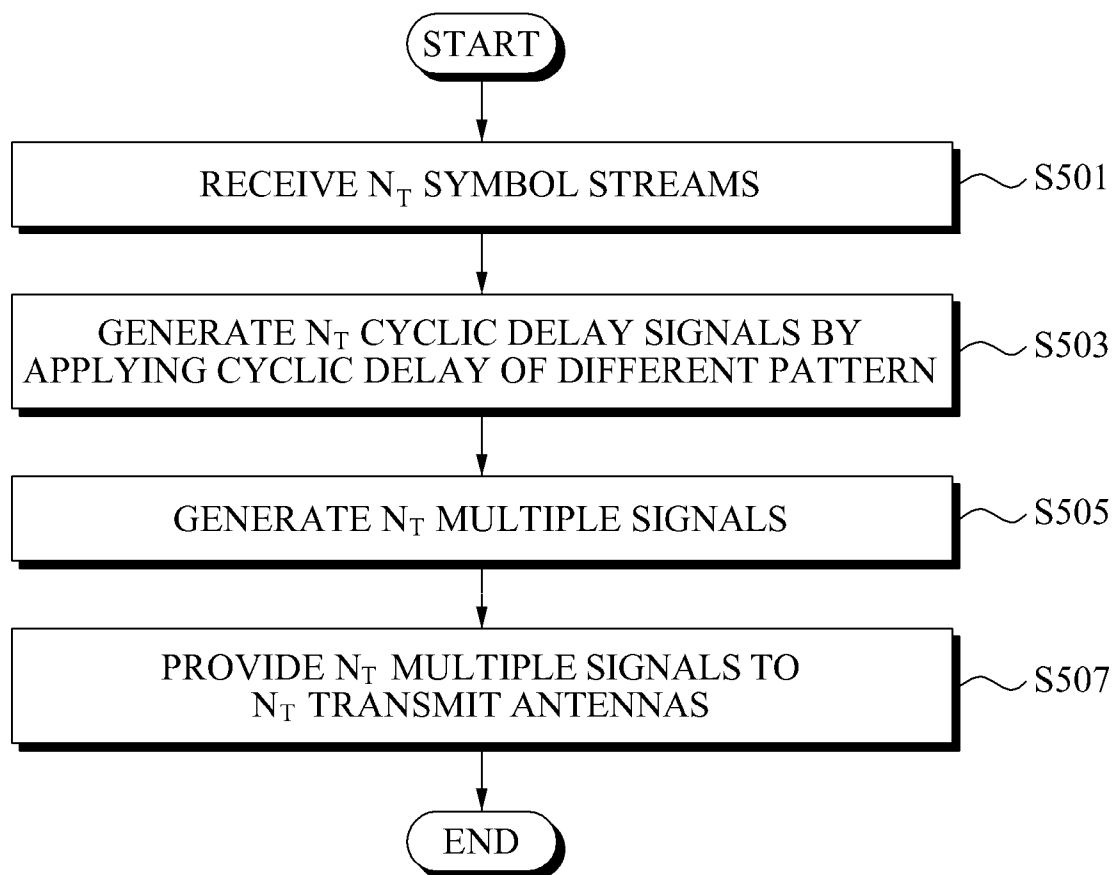 START
RECEIVE N_T SYMBOL STREAMS
S501
GENERATE N_T CYCLIC DELAY SIGNALS BY
APPLYING CYCLIC DELAY OF DIFFERENT PATTERN
S503
GENERATE N_T MULTIPLE SIGNALS
S505
PROVIDE N_T MULTIPLE SIGNALS TO
N_T TRANSMIT ANTENNAS
S507
END